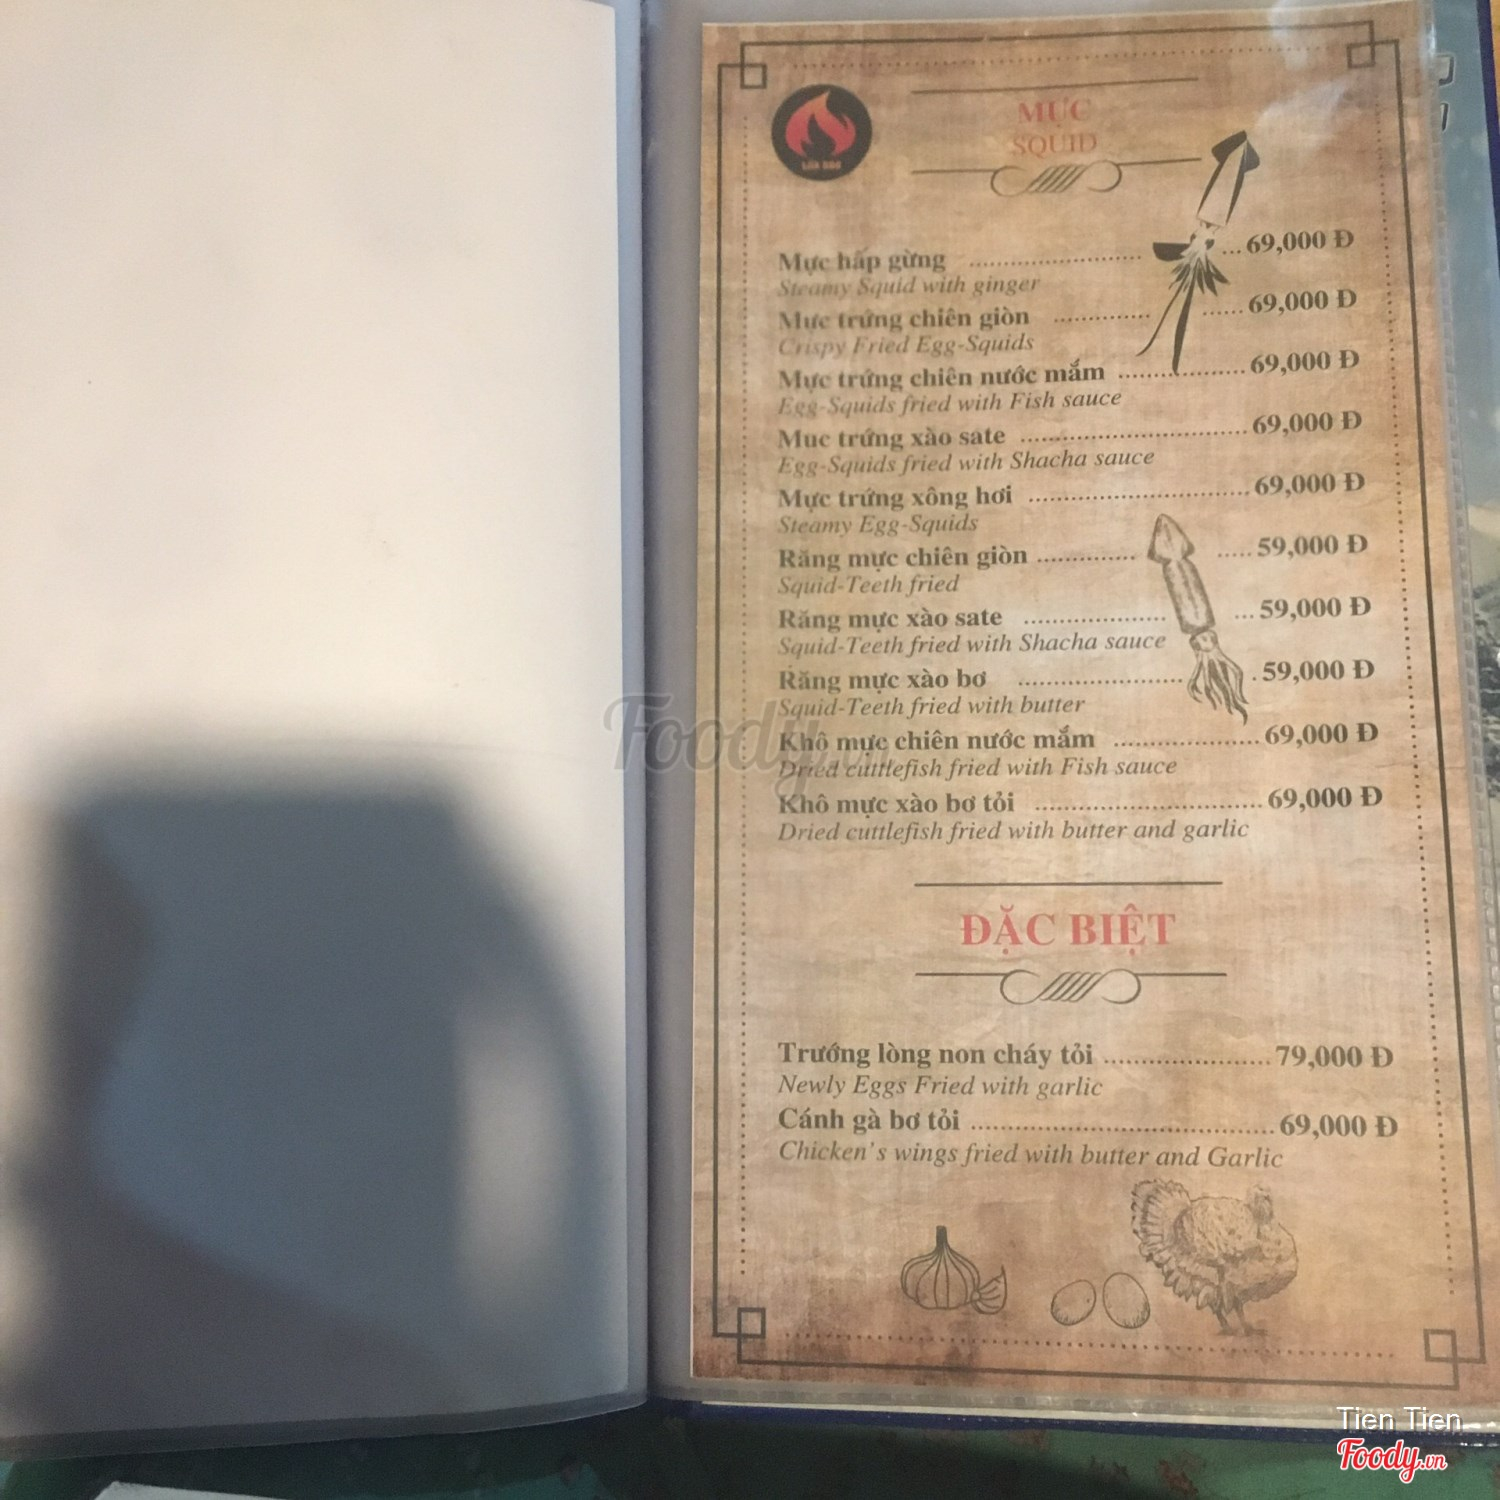 MỰC
SQUID
Mực hấp gừng ... 69,000 Đ
Steamy Squid with ginger
Mực trứng chiên giòn ... 69,000 Đ
Crispy Fried Egg-Squids
Mực trứng chiên nước mắm ... 69,000 Đ
Egg-Squids fried with Fish sauce
Muc trứng xào sate ... 69,000 Đ
Egg-Squids fried with Shacha sauce
Mực trứng xông hơi ... 69,000 Đ
Steamy Egg-Squids
Răng mực chiên giòn ... 59,000 Đ
Squid-Teeth fried
Răng mực xào sate ... 59,000 Đ
Squid-Teeth fried with Shacha sauce
Răng mực xào bơ ... 59,000 Đ
Squid-Teeth fried with butter
Khô mực chiên nước mắm ... 69,000 Đ
Dried cuttlefish fried with Fish sauce
Khô mực xào bơ tỏi ... 69,000 Đ
Dried cuttlefish fried with butter and garlic
ĐẶC BIỆT
Trướng lòng non cháy tỏi ... 79,000 Đ
Newly Eggs Fried with garlic
Cánh gà bơ tỏi ... 69,000 Đ
Chicken's wings fried with butter and Garlic
Foody.vn
Tien Tien
Foody.vn